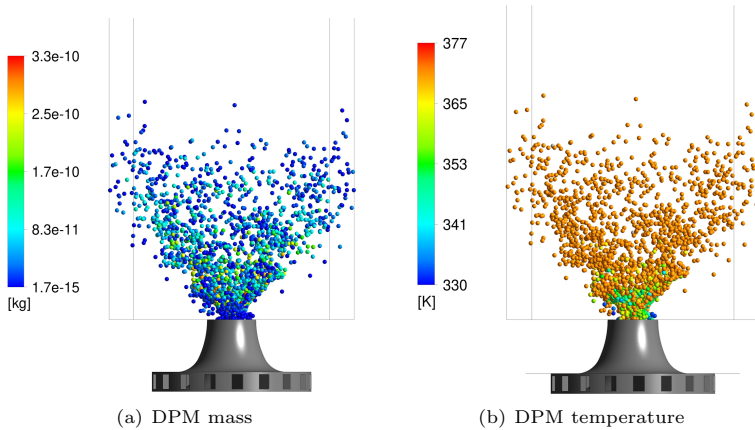 3.3e-10
2.5e-10
1.7e-10
8.3e-11
1.7e-15
[kg]
377
365
353
341
330
[K]
(a) DPM mass
(b) DPM temperature